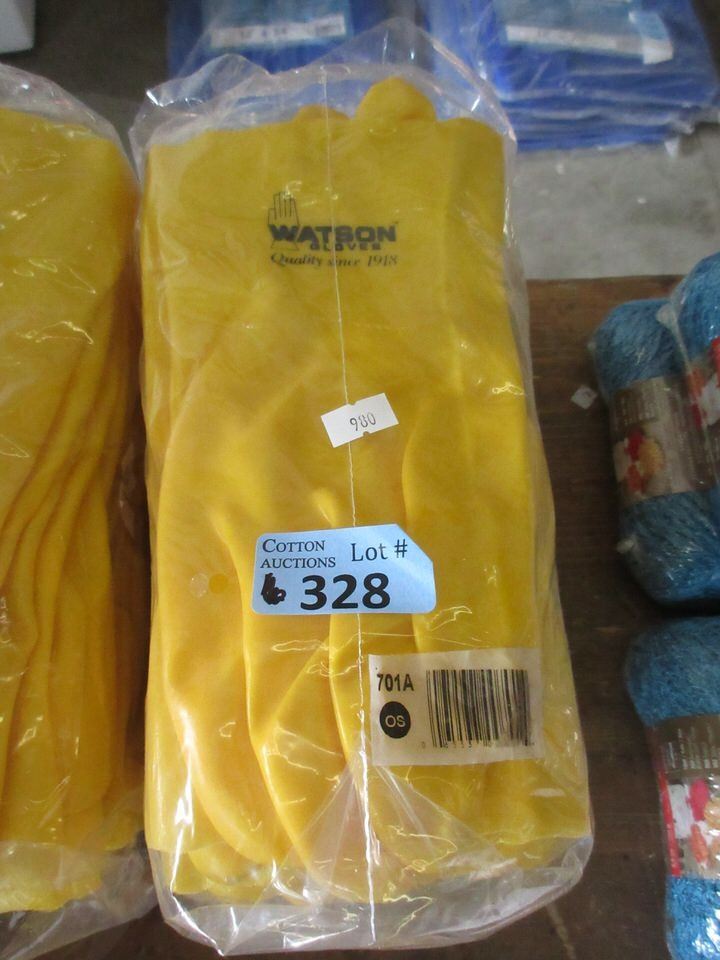 WATSON
GLOVES
Quality since 1918
980
COTTON
AUCTIONS
Lot #
328
701A
OS